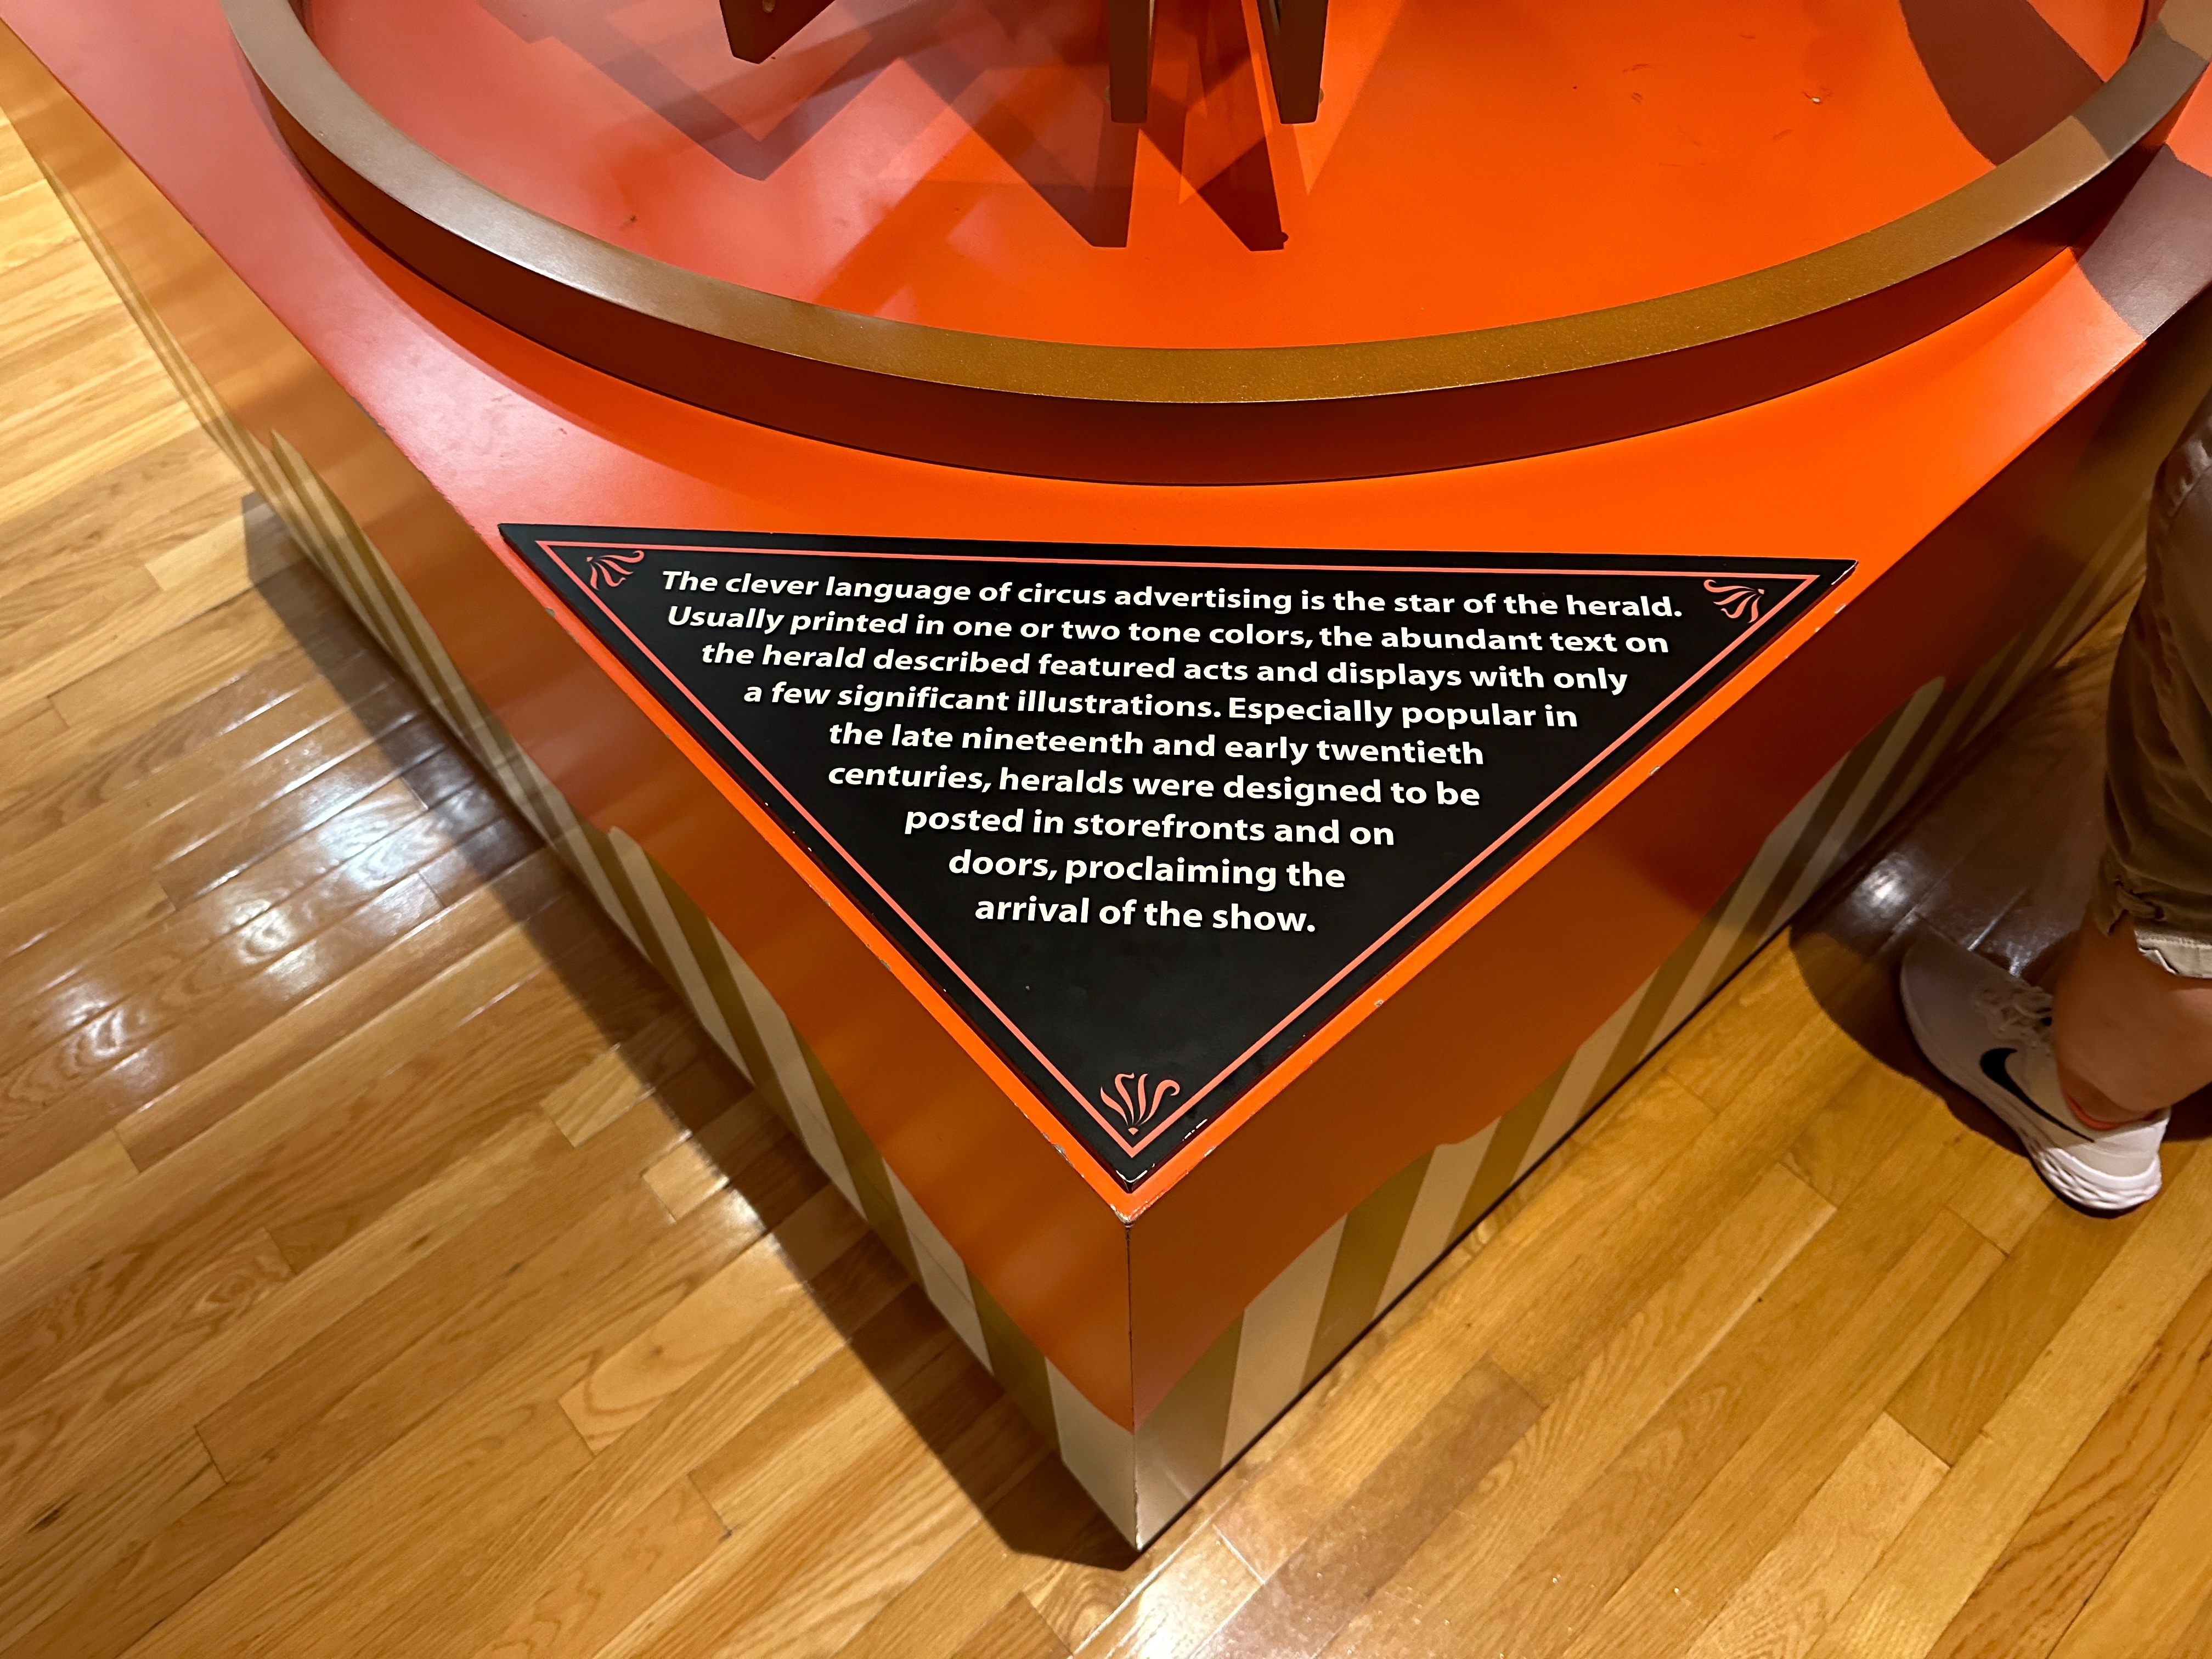 The clever language of circus advertising is the star of the herald.
Usually printed in one or two tone colors, the abundant text on
the herald described featured acts and displays with only
a few significant illustrations. Especially popular in
the late nineteenth and early twentieth
centuries, heralds were designed to be
posted in storefronts and on
doors, proclaiming the
arrival of the show.